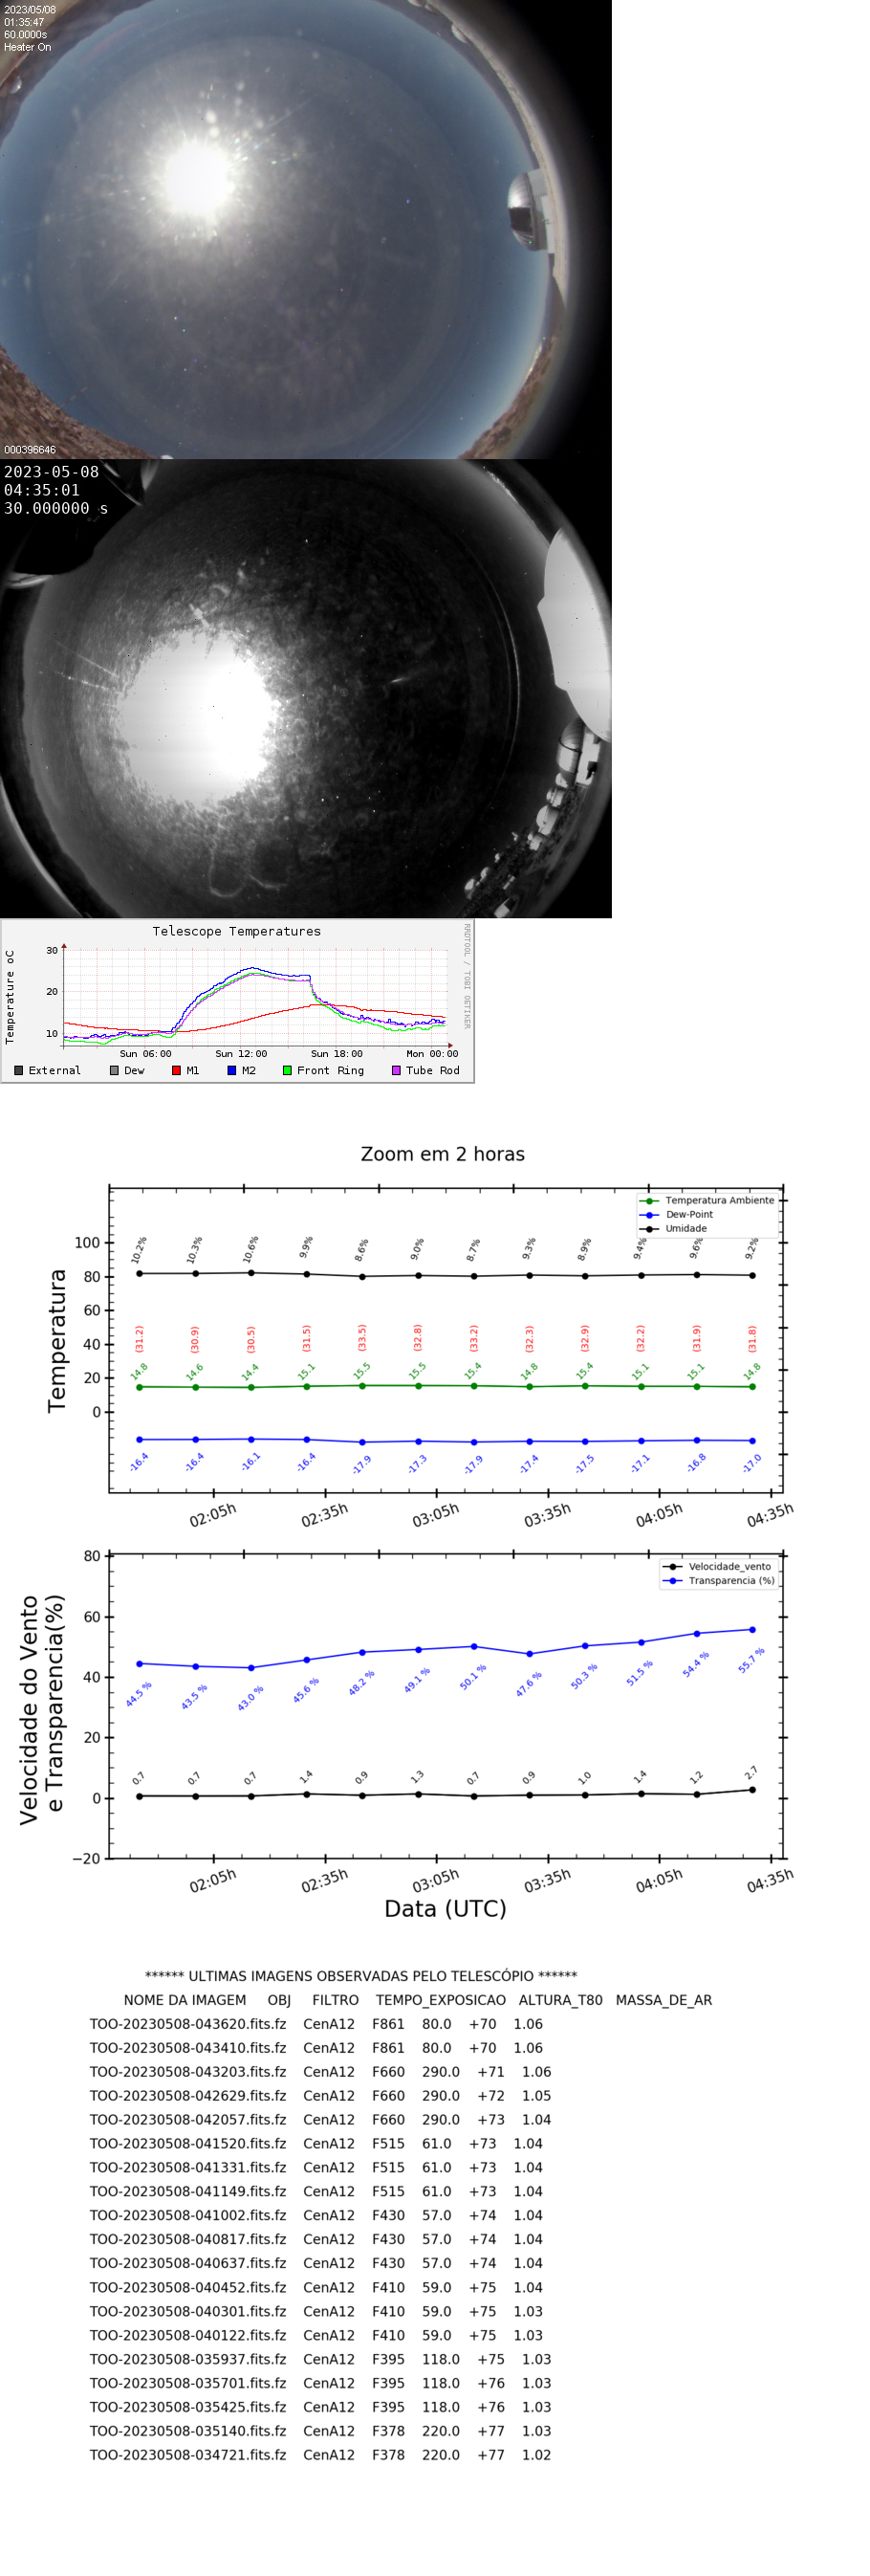 2023/05/08
01:35:47
60.0000s
Heater On
000396646
2023-05-08
04:35:01
30.000000 s
Telescope Temperatures
RRDTOOL / TOBI OETIKER
Temperature oC
30
20
10
Sun 06:00 Sun 12:00 Sun 18:00 Mon 00:00
External Dew M1 M2 Front Ring Tube Rod
Zoom em 2 horas
Temperatura Ambiente
Dew-Point
Umidade
Temperatura
100
80
60
40
20
0
10.2% 10.3% 10.6% 9.9% 8.6% 9.0% 8.7% 9.3% 8.9% 9.4% 9.6% 9.2%
(31.2) (30.9) (30.5) (31.5) (33.5) (32.8) (33.2) (32.3) (32.9) (32.2) (31.9) (31.8)
14.8 14.6 14.4 15.1 15.5 15.5 15.4 14.8 15.4 15.1 15.1 14.8
-16.4 -16.4 -16.1 -16.4 -17.9 -17.3 -17.9 -17.4 -17.5 -17.1 -16.8 -17.0
02:05h 02:35h 03:05h 03:35h 04:05h 04:35h
Velocidade_vento
Transparencia (%)
Velocidade do Vento
e Transparencia(%)
80
60
40
20
0
−20
44.5 % 43.5 % 43.0 % 45.6 % 48.2 % 49.1 % 50.1 % 47.6 % 50.3 % 51.5 % 54.4 % 55.7 %
0.7 0.7 0.7 1.4 0.9 1.3 0.7 0.9 1.0 1.4 1.2 2.7
02:05h 02:35h 03:05h 03:35h 04:05h 04:35h
Data (UTC)
****** ULTIMAS IMAGENS OBSERVADAS PELO TELESCÓPIO ******
NOME DA IMAGEM OBJ FILTRO TEMPO_EXPOSICAO ALTURA_T80 MASSA_DE_AR
TOO-20230508-043620.fits.fz CenA12 F861 80.0 +70 1.06
TOO-20230508-043410.fits.fz CenA12 F861 80.0 +70 1.06
TOO-20230508-043203.fits.fz CenA12 F660 290.0 +71 1.06
TOO-20230508-042629.fits.fz CenA12 F660 290.0 +72 1.05
TOO-20230508-042057.fits.fz CenA12 F660 290.0 +73 1.04
TOO-20230508-041520.fits.fz CenA12 F515 61.0 +73 1.04
TOO-20230508-041331.fits.fz CenA12 F515 61.0 +73 1.04
TOO-20230508-041149.fits.fz CenA12 F515 61.0 +73 1.04
TOO-20230508-041002.fits.fz CenA12 F430 57.0 +74 1.04
TOO-20230508-040817.fits.fz CenA12 F430 57.0 +74 1.04
TOO-20230508-040637.fits.fz CenA12 F430 57.0 +74 1.04
TOO-20230508-040452.fits.fz CenA12 F410 59.0 +75 1.04
TOO-20230508-040301.fits.fz CenA12 F410 59.0 +75 1.03
TOO-20230508-040122.fits.fz CenA12 F410 59.0 +75 1.03
TOO-20230508-035937.fits.fz CenA12 F395 118.0 +75 1.03
TOO-20230508-035701.fits.fz CenA12 F395 118.0 +76 1.03
TOO-20230508-035425.fits.fz CenA12 F395 118.0 +76 1.03
TOO-20230508-035140.fits.fz CenA12 F378 220.0 +77 1.03
TOO-20230508-034721.fits.fz CenA12 F378 220.0 +77 1.02